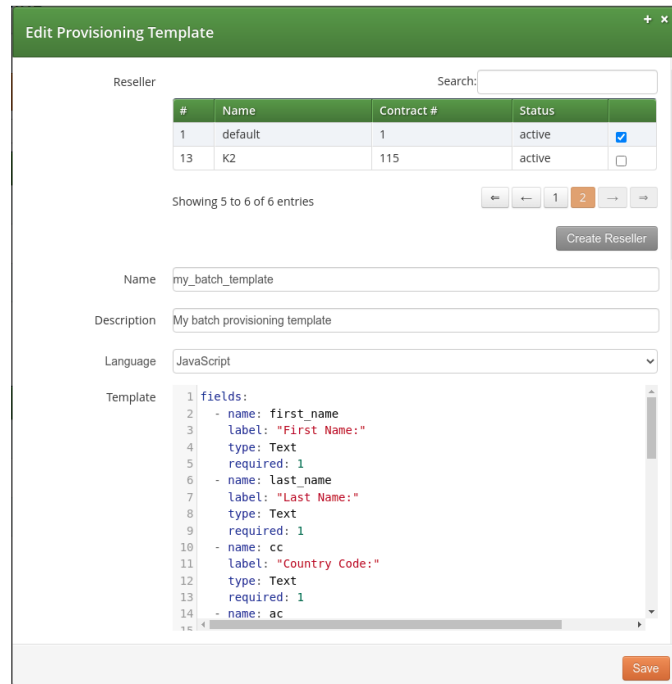 Edit Provisioning Template
+ ×
Reseller
Search:
# Name Contract # Status
1 default 1 active
13 K2 115 active
Showing 5 to 6 of 6 entries
⇐ ← 1 2 → ⇒
Create Reseller
Name my_batch_template
Description My batch provisioning template
Language JavaScript
Template
1 fields:
2 - name: first_name
3 label: "First Name:"
4 type: Text
5 required: 1
6 - name: last_name
7 label: "Last Name:"
8 type: Text
9 required: 1
10 - name: cc
11 label: "Country Code:"
12 type: Text
13 required: 1
14 - name: ac
15
Save